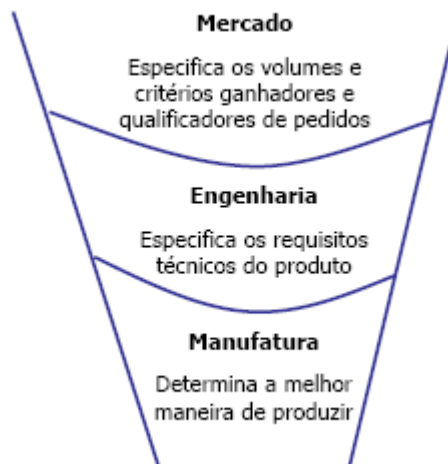 Mercado
Especifica os volumes e
critérios ganhadores e
qualificadores de pedidos
Engenharia
Especifica os requisitos
técnicos do produto
Manufatura
Determina a melhor
maneira de produzir